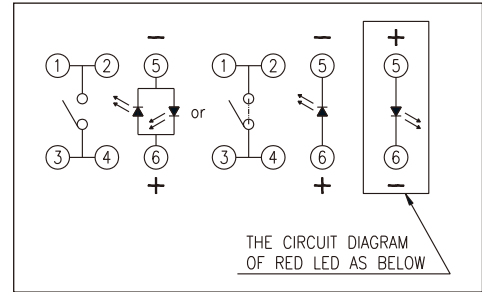 − − +
1 2 5 1 2 5 5
or
3 4 6 3 4 6 6
+ + −
THE CIRCUIT DIAGRAM
OF RED LED AS BELOW